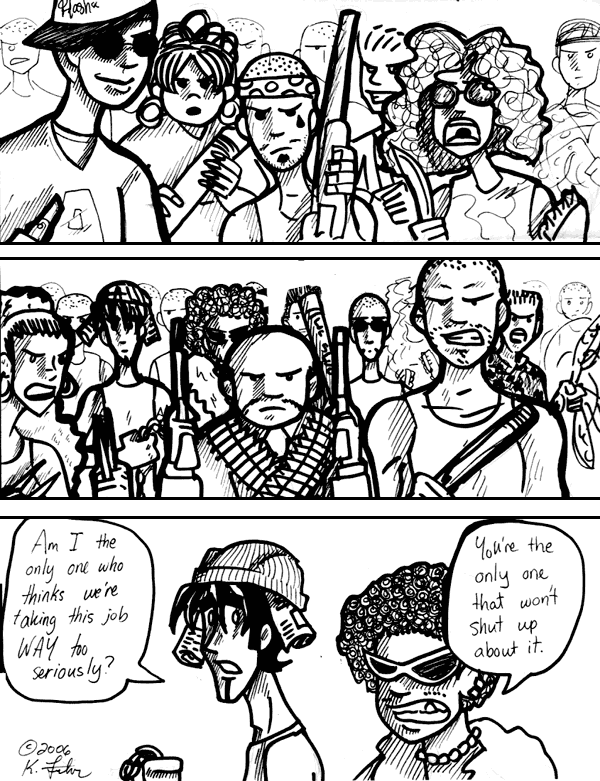 Am I the
only one who
thinks we're
taking this job
WAY too
seriously?
You're the
only one
that won't
shut up
about it.
©2006